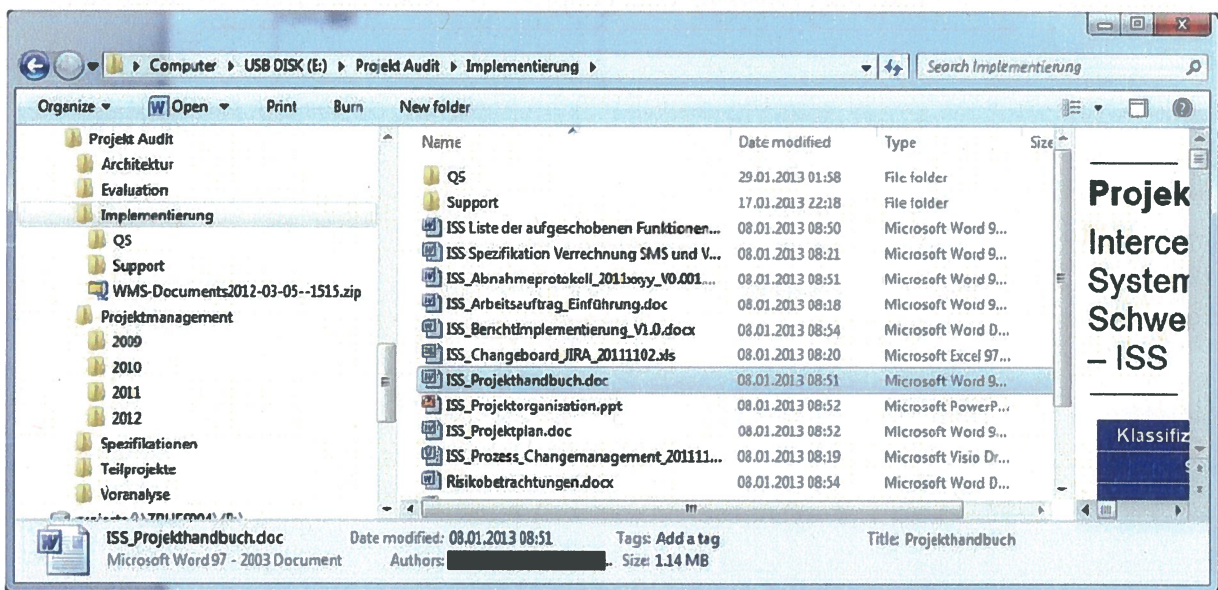 Computer ▸ USB DISK (E:) ▸ Projekt Audit ▸ Implementierung ▸
Search Implementierung
Organize Open Print Burn New folder
Projekt Audit
Architektur
Evaluation
Implementierung
QS
Support
WMS-Documents2012-03-05--1515.zip
Projektmanagement
2009
2010
2011
2012
Spezifikationen
Teilprojekte
Voranalyse
Name Date modified Type Size
QS 29.01.2013 01:58 File folder
Support 17.01.2013 22:18 File folder
ISS Liste der aufgeschobenen Funktionen... 08.01.2013 08:50 Microsoft Word 9...
ISS Spezifikation Verrechnung SMS und V... 08.01.2013 08:21 Microsoft Word 9...
ISS_Abnahmeprotokoll_2011xxyy_V0.001.... 08.01.2013 08:51 Microsoft Word 9...
ISS_Arbeitsauftrag_Einführung.doc 08.01.2013 08:18 Microsoft Word 9...
ISS_BerichtImplementierung_V1.0.docx 08.01.2013 08:54 Microsoft Word D...
ISS_Changeboard_JIRA_20111102.xls 08.01.2013 08:20 Microsoft Excel 97...
ISS_Projekthandbuch.doc 08.01.2013 08:51 Microsoft Word 9...
ISS_Projektorganisation.ppt 08.01.2013 08:52 Microsoft PowerP...
ISS_Projektplan.doc 08.01.2013 08:52 Microsoft Word 9...
ISS_Prozess_Changemanagement_201111... 08.01.2013 08:19 Microsoft Visio Dr...
Risikobetrachtungen.docx 08.01.2013 08:54 Microsoft Word D...
Projek
Interce
System
Schwe
– ISS
Klassifiz
ISS_Projekthandbuch.doc Date modified: 08.01.2013 08:51 Tags: Add a tag Title: Projekthandbuch
Microsoft Word 97 - 2003 Document Authors: Size: 1.14 MB